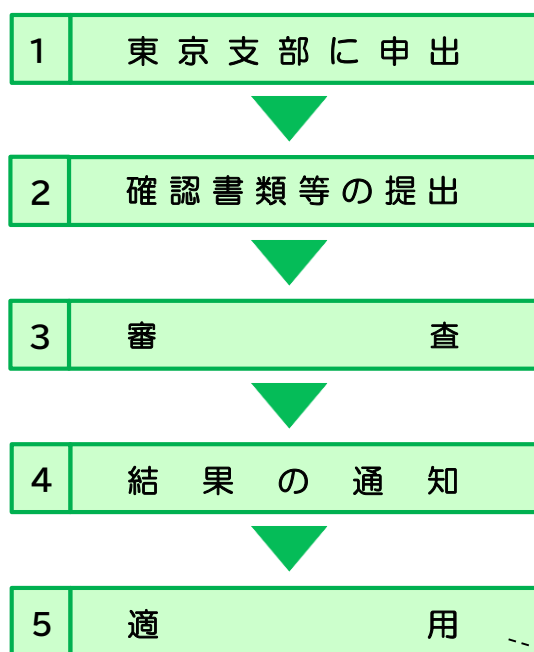 1 東京支部に申出
2 確認書類等の提出
3 審査
4 結果の通知
5 適用